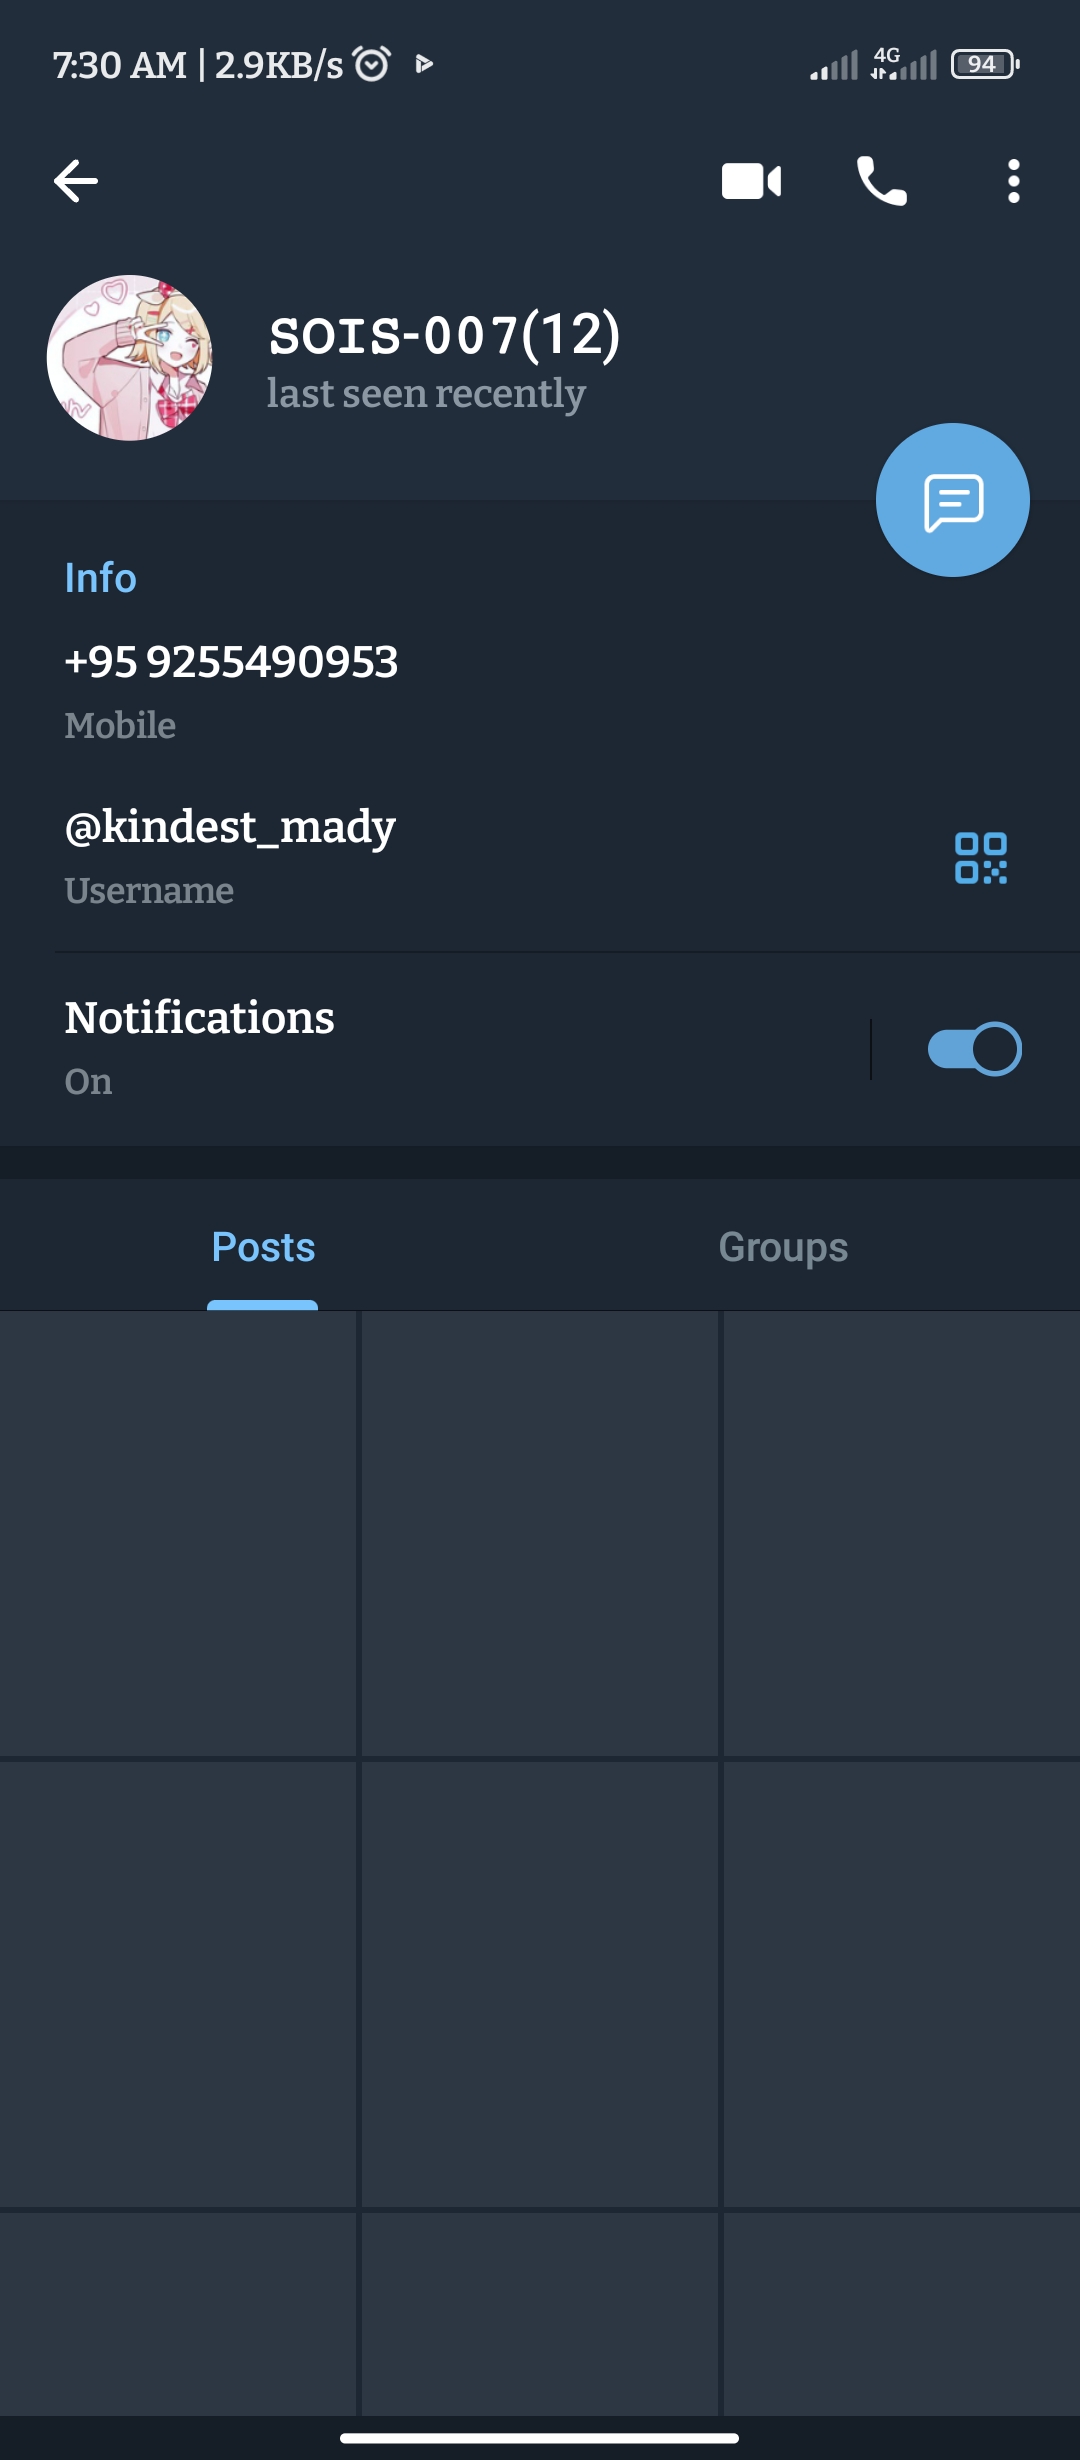 7:30 AM | 2.9KB/s
4G
94
SOIS-007(12)
last seen recently
Info
+95 9255490953
Mobile
@kindest_mady
Username
Notifications
On
Posts
Groups